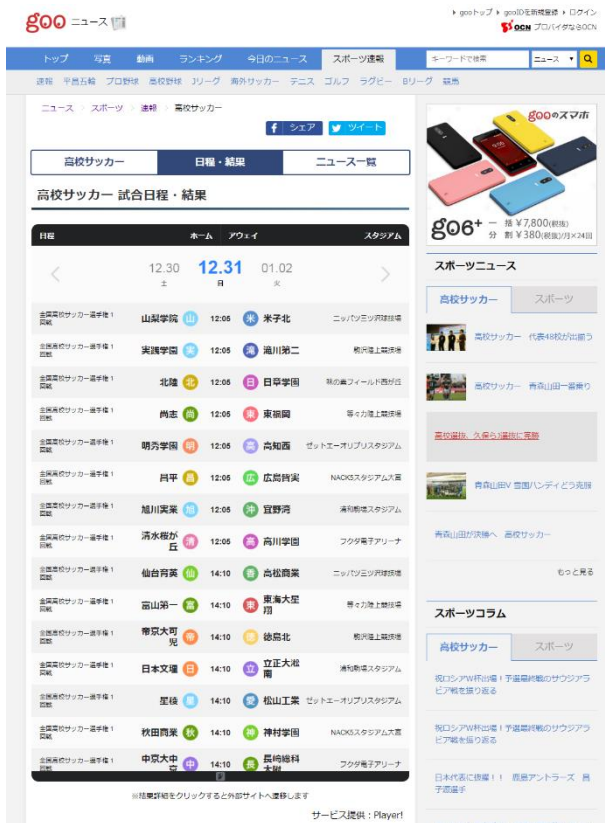 goo ニュース
gooトップ gooIDを新規登録 ログイン
OCN プロバイダならOCN
トップ 写真 動画 ランキング 今日のニュース スポーツ速報
キーワードで検索 ニュース
速報 平昌五輪 プロ野球 高校野球 Jリーグ 海外サッカー テニス ゴルフ ラグビー Bリーグ 競馬
ニュース スポーツ 速報 高校サッカー
シェア ツイート
高校サッカー 日程・結果 ニュース一覧
高校サッカー 試合日程・結果
日程 ホーム アウェイ スタジアム
12.30 12.31 01.02
土 日 火
全国高校サッカー選手権 1回戦 山梨学院 山 12:05 米 米子北 ニッパツ三ツ沢球技場
全国高校サッカー選手権 1回戦 実践学園 実 12:05 滝 滝川第二 駒沢陸上競技場
全国高校サッカー選手権 1回戦 北陸 北 12:05 日 日章学園 味の素フィールド西が丘
全国高校サッカー選手権 1回戦 尚志 尚 12:05 東 東福岡 等々力陸上競技場
全国高校サッカー選手権 1回戦 明秀学園 明 12:05 高 高知西 ゼットエーオリプリスタジアム
全国高校サッカー選手権 1回戦 昌平 昌 12:05 広 広島皆実 NACK5スタジアム大宮
全国高校サッカー選手権 1回戦 旭川実業 旭 12:05 沖 宜野湾 浦和駒場スタジアム
全国高校サッカー選手権 1回戦 清水桜が丘 清 12:05 高 高川学園 フクダ電子アリーナ
全国高校サッカー選手権 1回戦 仙台育英 仙 14:10 香 高松商業 ニッパツ三ツ沢球技場
全国高校サッカー選手権 1回戦 富山第一 富 14:10 東 東海大星翔 等々力陸上競技場
全国高校サッカー選手権 1回戦 帝京大可児 帝 14:10 徳 徳島北 駒沢陸上競技場
全国高校サッカー選手権 1回戦 日本文理 日 14:10 立 立正大淞南 浦和駒場スタジアム
全国高校サッカー選手権 1回戦 星稜 星 14:10 愛 松山工業 ゼットエーオリプリスタジアム
全国高校サッカー選手権 1回戦 秋田商業 秋 14:10 神 神村学園 NACK5スタジアム大宮
全国高校サッカー選手権 1回戦 中京大中京 中 14:10 長 長崎総科大附 フクダ電子アリーナ
※結果詳細をクリックすると外部サイトへ遷移します
サービス提供：Player!
gooのスマホ
g06+ 一括 ¥7,800(税抜)
分割 ¥380(税抜)/月×24回
スポーツニュース
高校サッカー スポーツ
高校サッカー 代表48校が出揃う
高校サッカー 青森山田一番乗り
高校選抜、久保ら選抜に完勝
青森山田V 雪国ハンディどう克服
青森山田が決勝へ 高校サッカー
もっと見る
スポーツコラム
高校サッカー スポーツ
祝ロシアW杯出場！予選最終戦のサウジアラビア戦を振り返る
祝ロシアW杯出場！予選最終戦のサウジアラビア戦を振り返る
日本代表に抜擢！！ 鹿島アントラーズ 昌子源選手